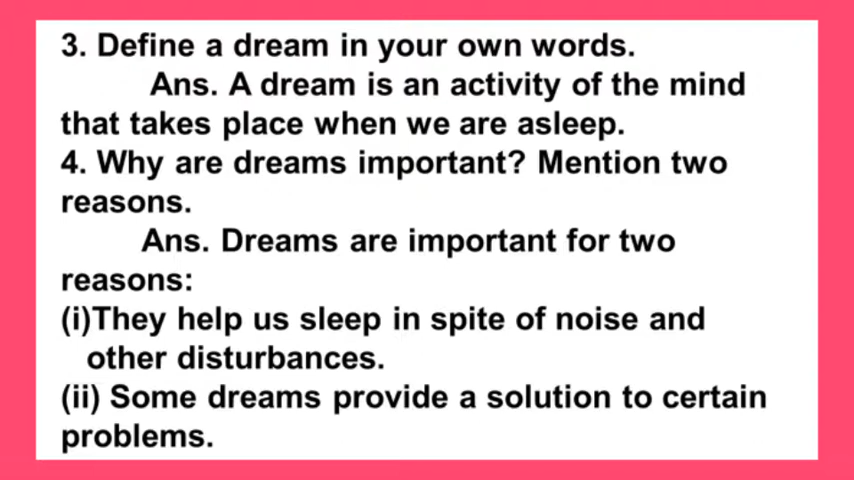 3. Define a dream in your own words.
Ans. A dream is an activity of the mind
that takes place when we are asleep.
4. Why are dreams important? Mention two
reasons.
Ans. Dreams are important for two
reasons:
(i)They help us sleep in spite of noise and
other disturbances.
(ii) Some dreams provide a solution to certain
problems.